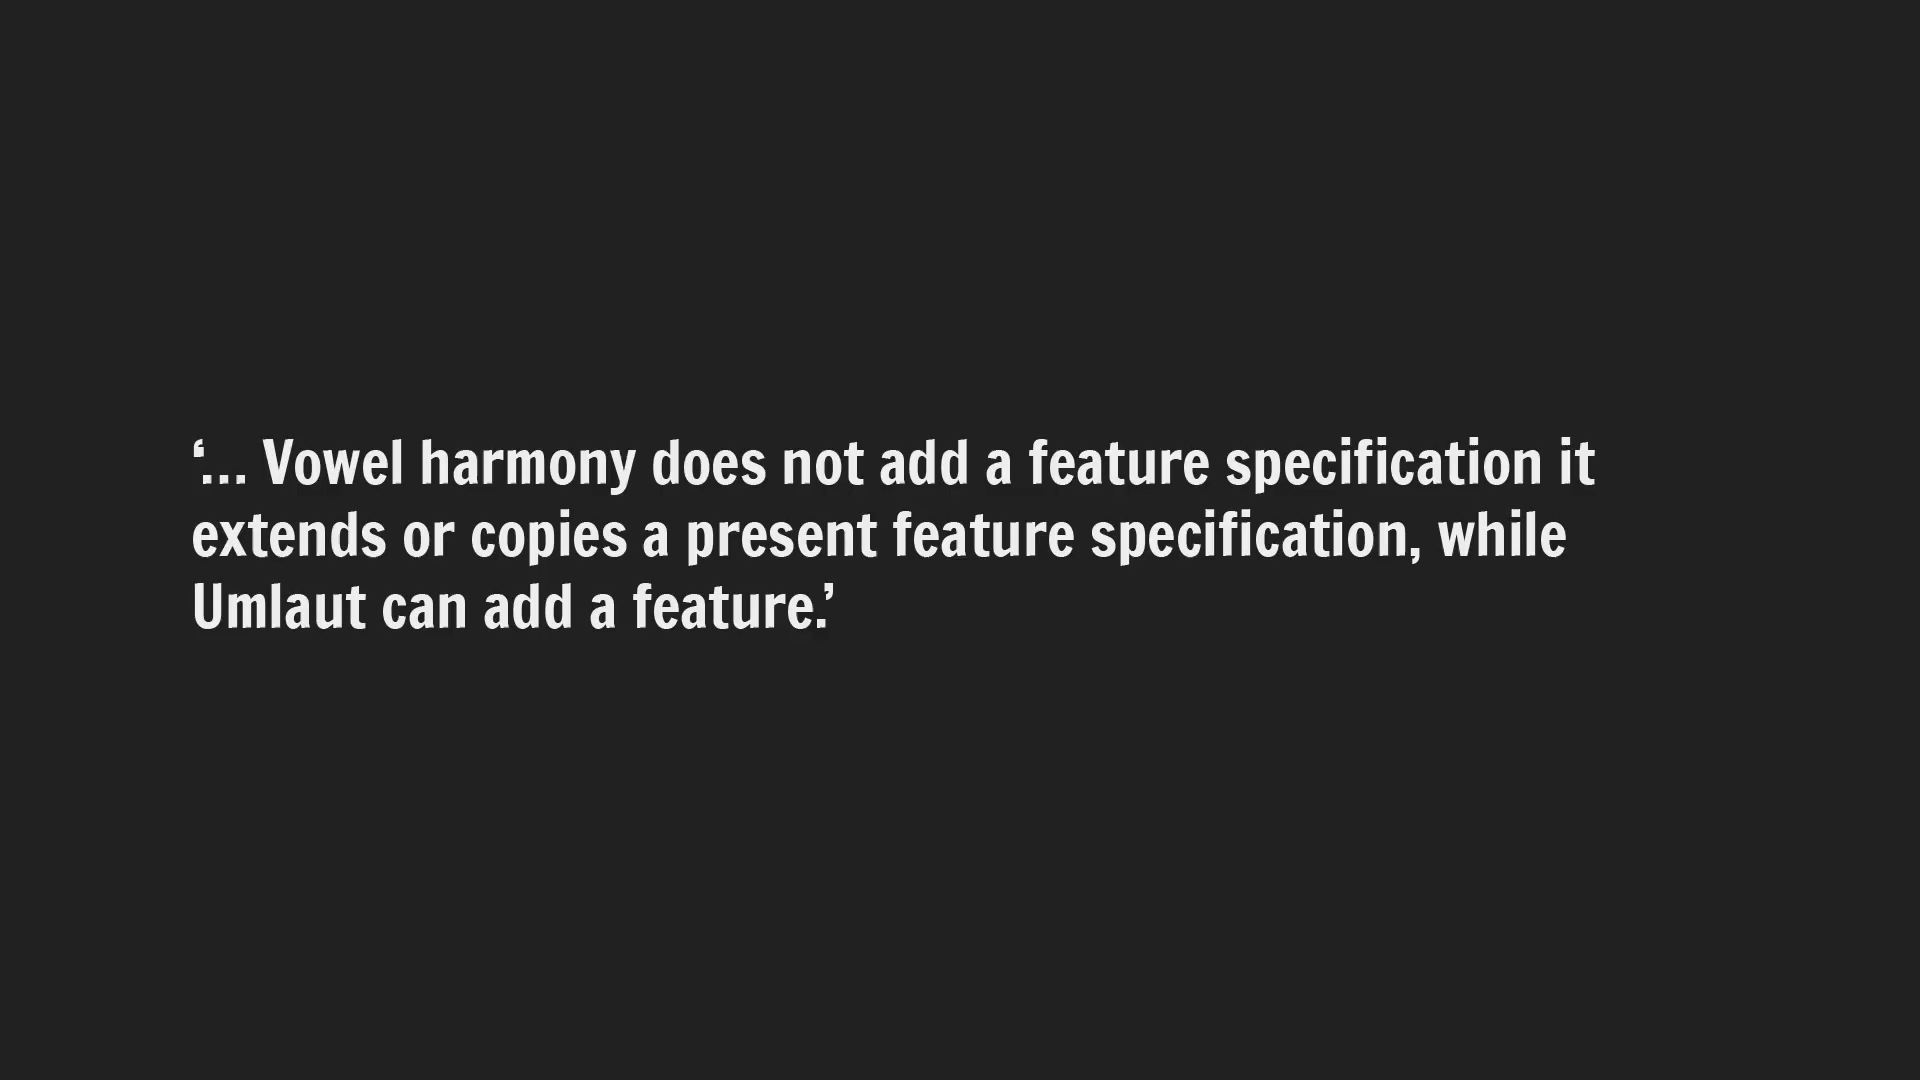 ‘... Vowel harmony does not add a feature specification it
extends or copies a present feature specification, while
Umlaut can add a feature.’